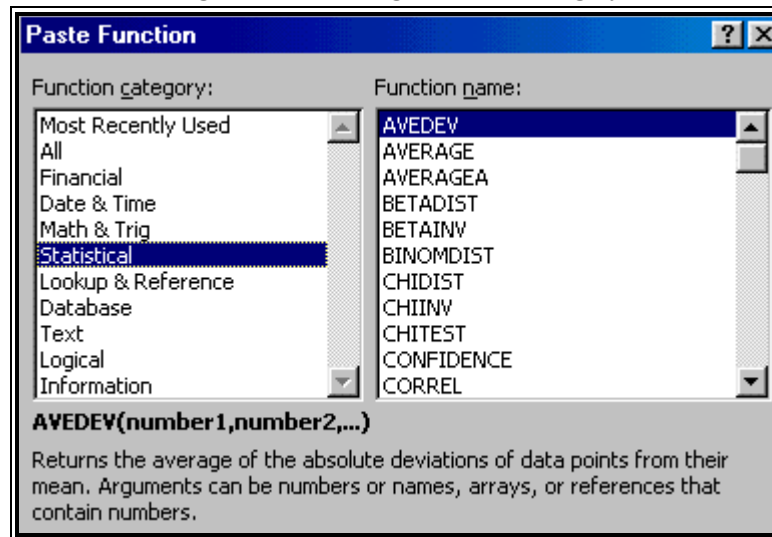 Paste Function
Function category:
Most Recently Used
All
Financial
Date & Time
Math & Trig
Statistical
Lookup & Reference
Database
Text
Logical
Information
Function name:
AVEDEV
AVERAGE
AVERAGEA
BETADIST
BETAINV
BINOMDIST
CHIDIST
CHIINV
CHITEST
CONFIDENCE
CORREL
AVEDEV(number1,number2,...)
Returns the average of the absolute deviations of data points from their
mean. Arguments can be numbers or names, arrays, or references that
contain numbers.